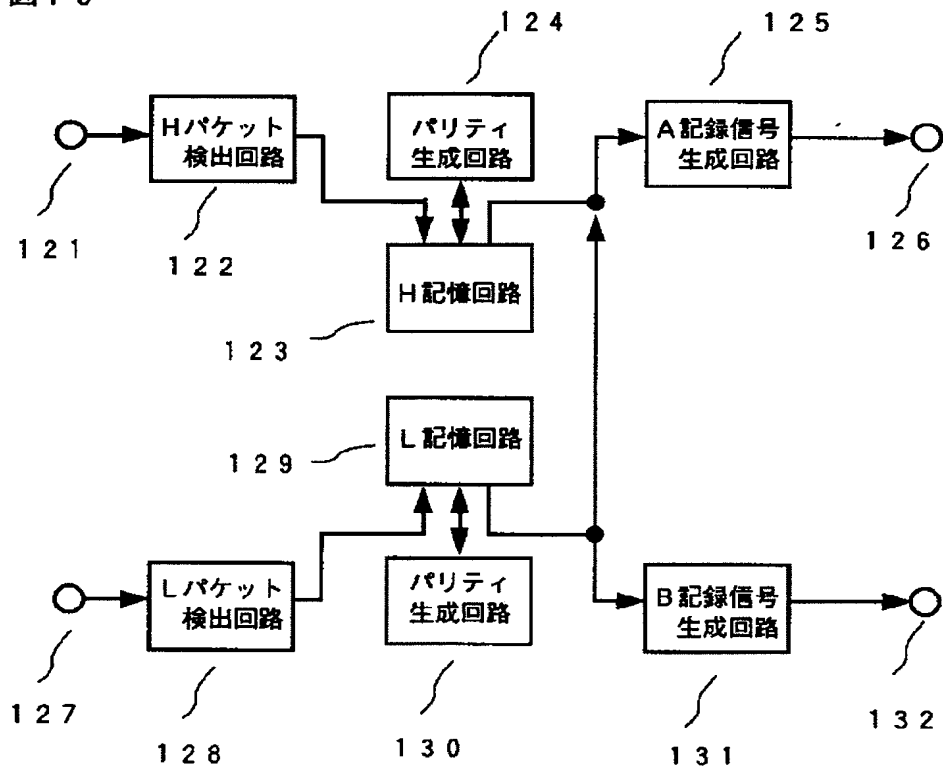 124
125
Hパケット
検出回路
パリティ
生成回路
A記録信号
生成回路
121
122
126
H記憶回路
123
L記憶回路
129
Lパケット
検出回路
パリティ
生成回路
B記録信号
生成回路
127
128
130
131
132